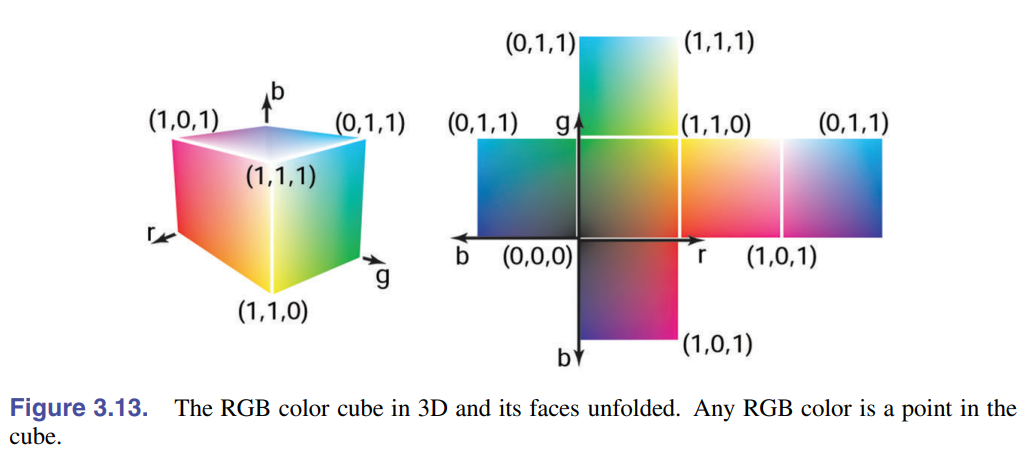 b
(1,0,1)
(0,1,1)
(1,1,1)
r
g
(1,1,0)
(0,1,1)
(1,1,1)
(0,1,1)
g
(1,1,0)
(0,1,1)
b
(0,0,0)
r
(1,0,1)
b
(1,0,1)
Figure 3.13. The RGB color cube in 3D and its faces unfolded. Any RGB color is a point in the
cube.